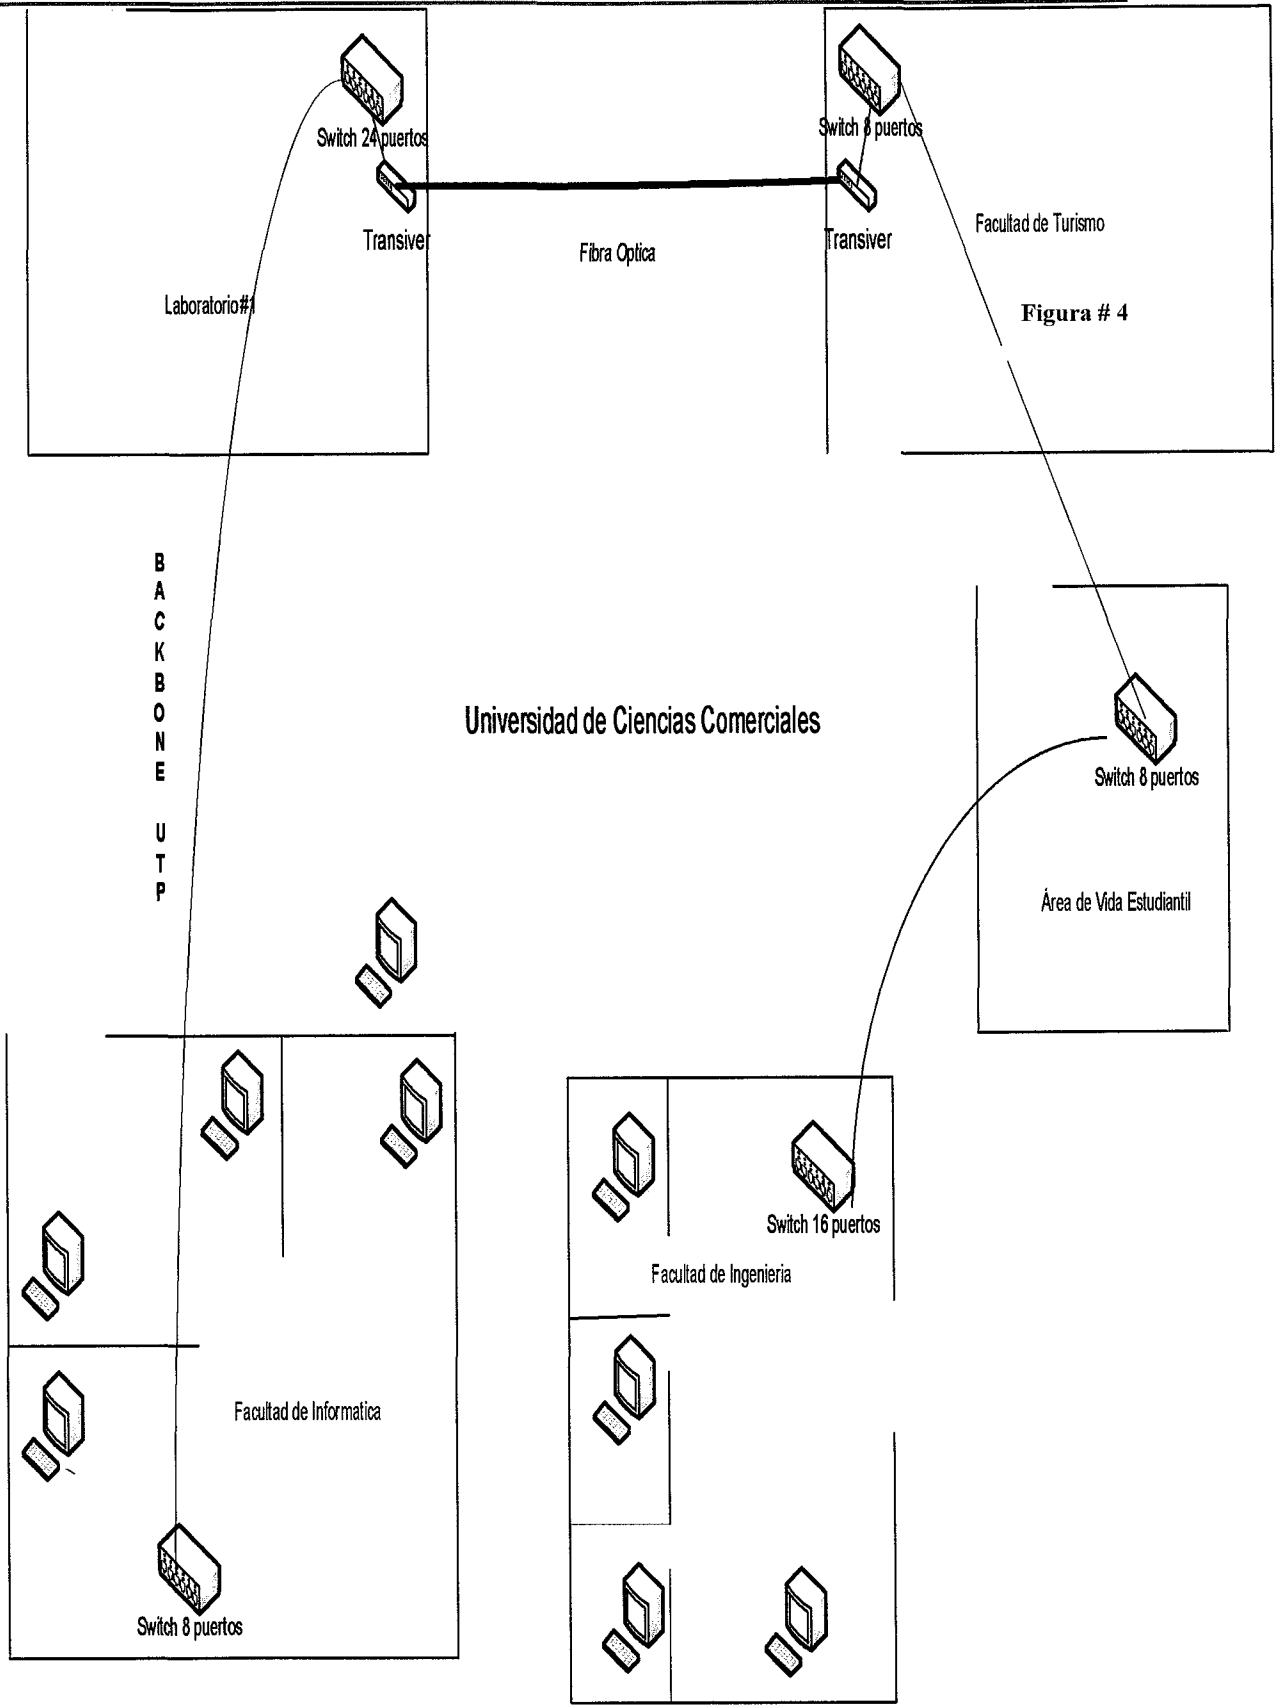 Switch 24 puertos
Switch 8 puertos
Transiver
Transiver
Fibra Optica
Facultad de Turismo
Laboratorio#1
Figura # 4
BACKBONE UTP
Universidad de Ciencias Comerciales
Switch 8 puertos
Área de Vida Estudiantil
Switch 16 puertos
Facultad de Ingenieria
Facultad de Informatica
Switch 8 puertos